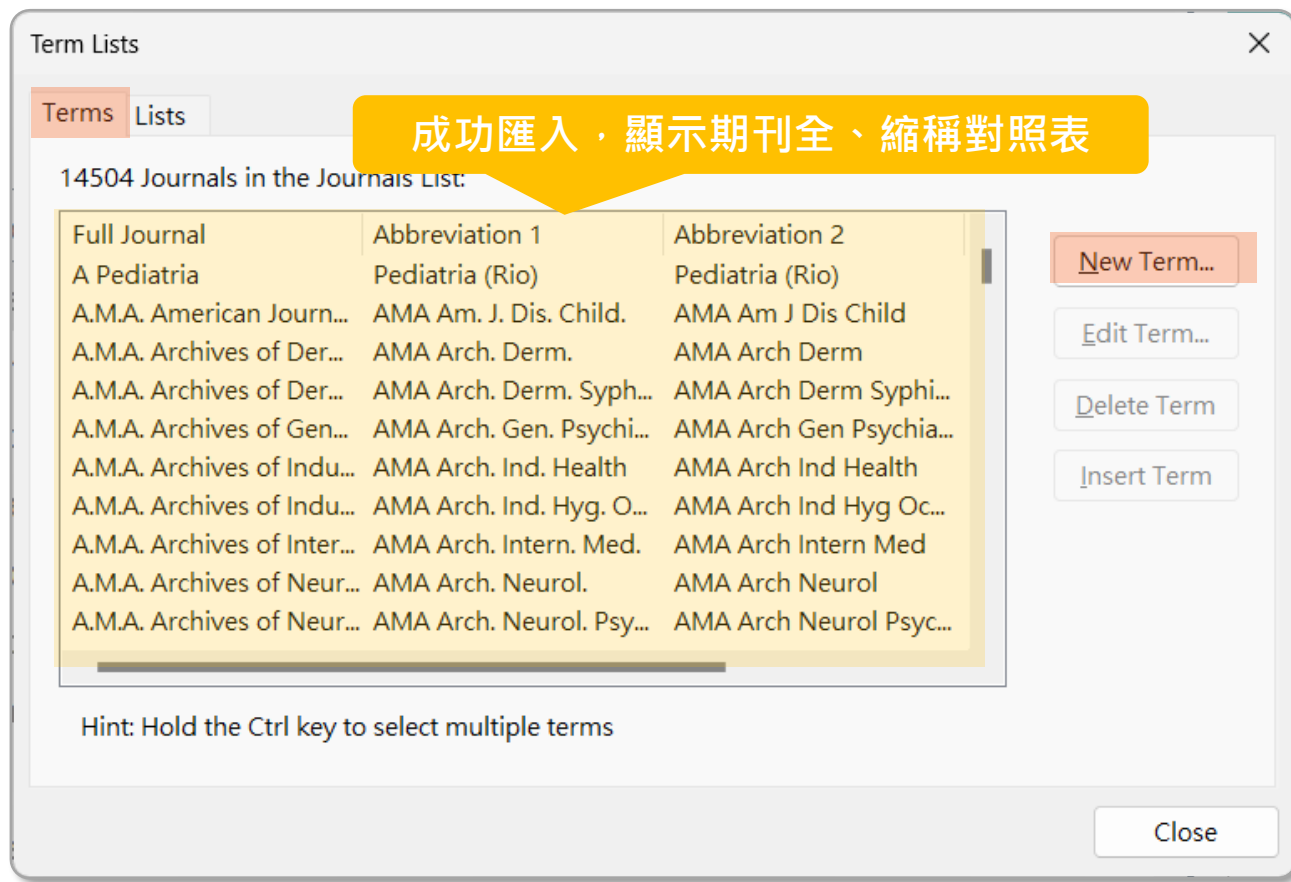 Term Lists
Terms Lists
成功匯入，顯示期刊全、縮稱對照表
14504 Journals in the Journals List:
Full Journal Abbreviation 1 Abbreviation 2
A Pediatria Pediatria (Rio) Pediatria (Rio)
A.M.A. American Journ... AMA Am. J. Dis. Child. AMA Am J Dis Child
A.M.A. Archives of Der... AMA Arch. Derm. AMA Arch Derm
A.M.A. Archives of Der... AMA Arch. Derm. Syph... AMA Arch Derm Syphi...
A.M.A. Archives of Gen... AMA Arch. Gen. Psychi... AMA Arch Gen Psychia...
A.M.A. Archives of Indu... AMA Arch. Ind. Health AMA Arch Ind Health
A.M.A. Archives of Indu... AMA Arch. Ind. Hyg. O... AMA Arch Ind Hyg Oc...
A.M.A. Archives of Inter... AMA Arch. Intern. Med. AMA Arch Intern Med
A.M.A. Archives of Neur... AMA Arch. Neurol. AMA Arch Neurol
A.M.A. Archives of Neur... AMA Arch. Neurol. Psy... AMA Arch Neurol Psyc...
New Term...
Edit Term...
Delete Term
Insert Term
Hint: Hold the Ctrl key to select multiple terms
Close